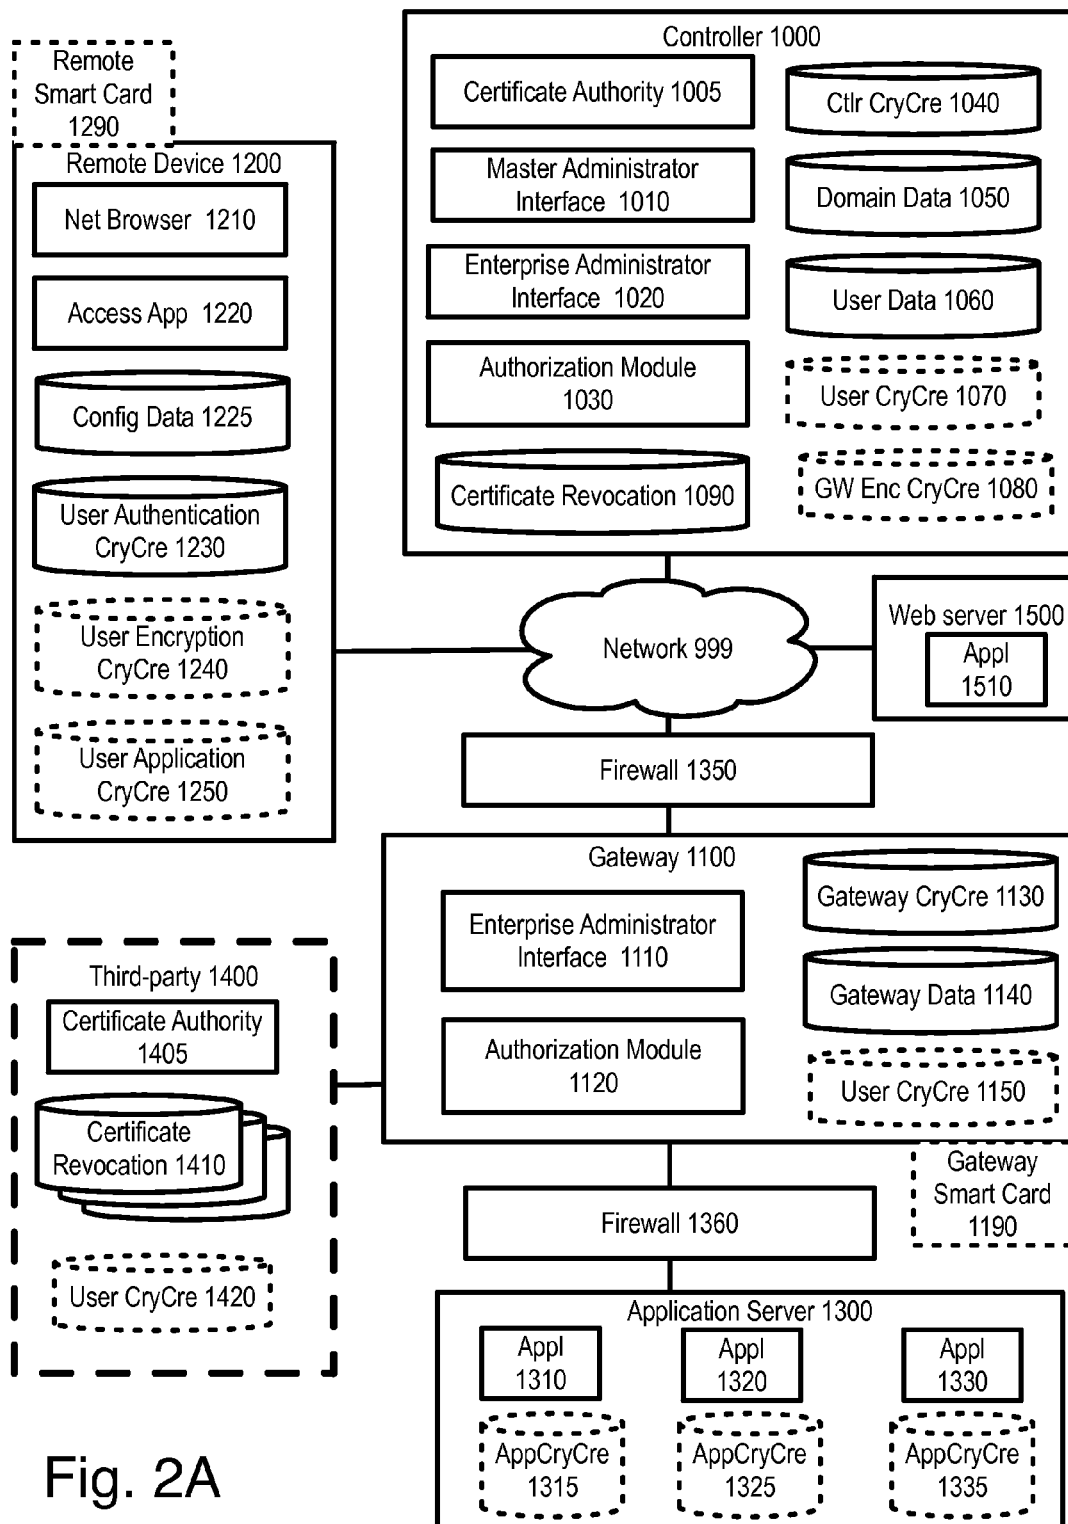 Remote
Smart Card
1290
Remote Device 1200
Net Browser 1210
Access App 1220
Config Data 1225
User Authentication
CryCre 1230
User Encryption
CryCre 1240
User Application
CryCre 1250
Controller 1000
Certificate Authority 1005
Master Administrator
Interface 1010
Enterprise Administrator
Interface 1020
Authorization Module
1030
Certificate Revocation 1090
Ctlr CryCre 1040
Domain Data 1050
User Data 1060
User CryCre 1070
GW Enc CryCre 1080
Network 999
Web server 1500
Appl
1510
Firewall 1350
Gateway 1100
Enterprise Administrator
Interface 1110
Authorization Module
1120
Gateway CryCre 1130
Gateway Data 1140
User CryCre 1150
Gateway
Smart Card
1190
Third-party 1400
Certificate Authority
1405
Certificate
Revocation 1410
User CryCre 1420
Firewall 1360
Application Server 1300
Appl
1310
Appl
1320
Appl
1330
AppCryCre
1315
AppCryCre
1325
AppCryCre
1335
Fig. 2A